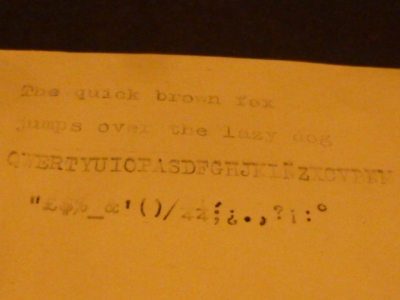 The quick brown fox
jumps over the lazy dog
QWERTYUIOPASDFGHJKLÑZXCVBNM
"£$%_&'()/ ;¿.,?¡:º